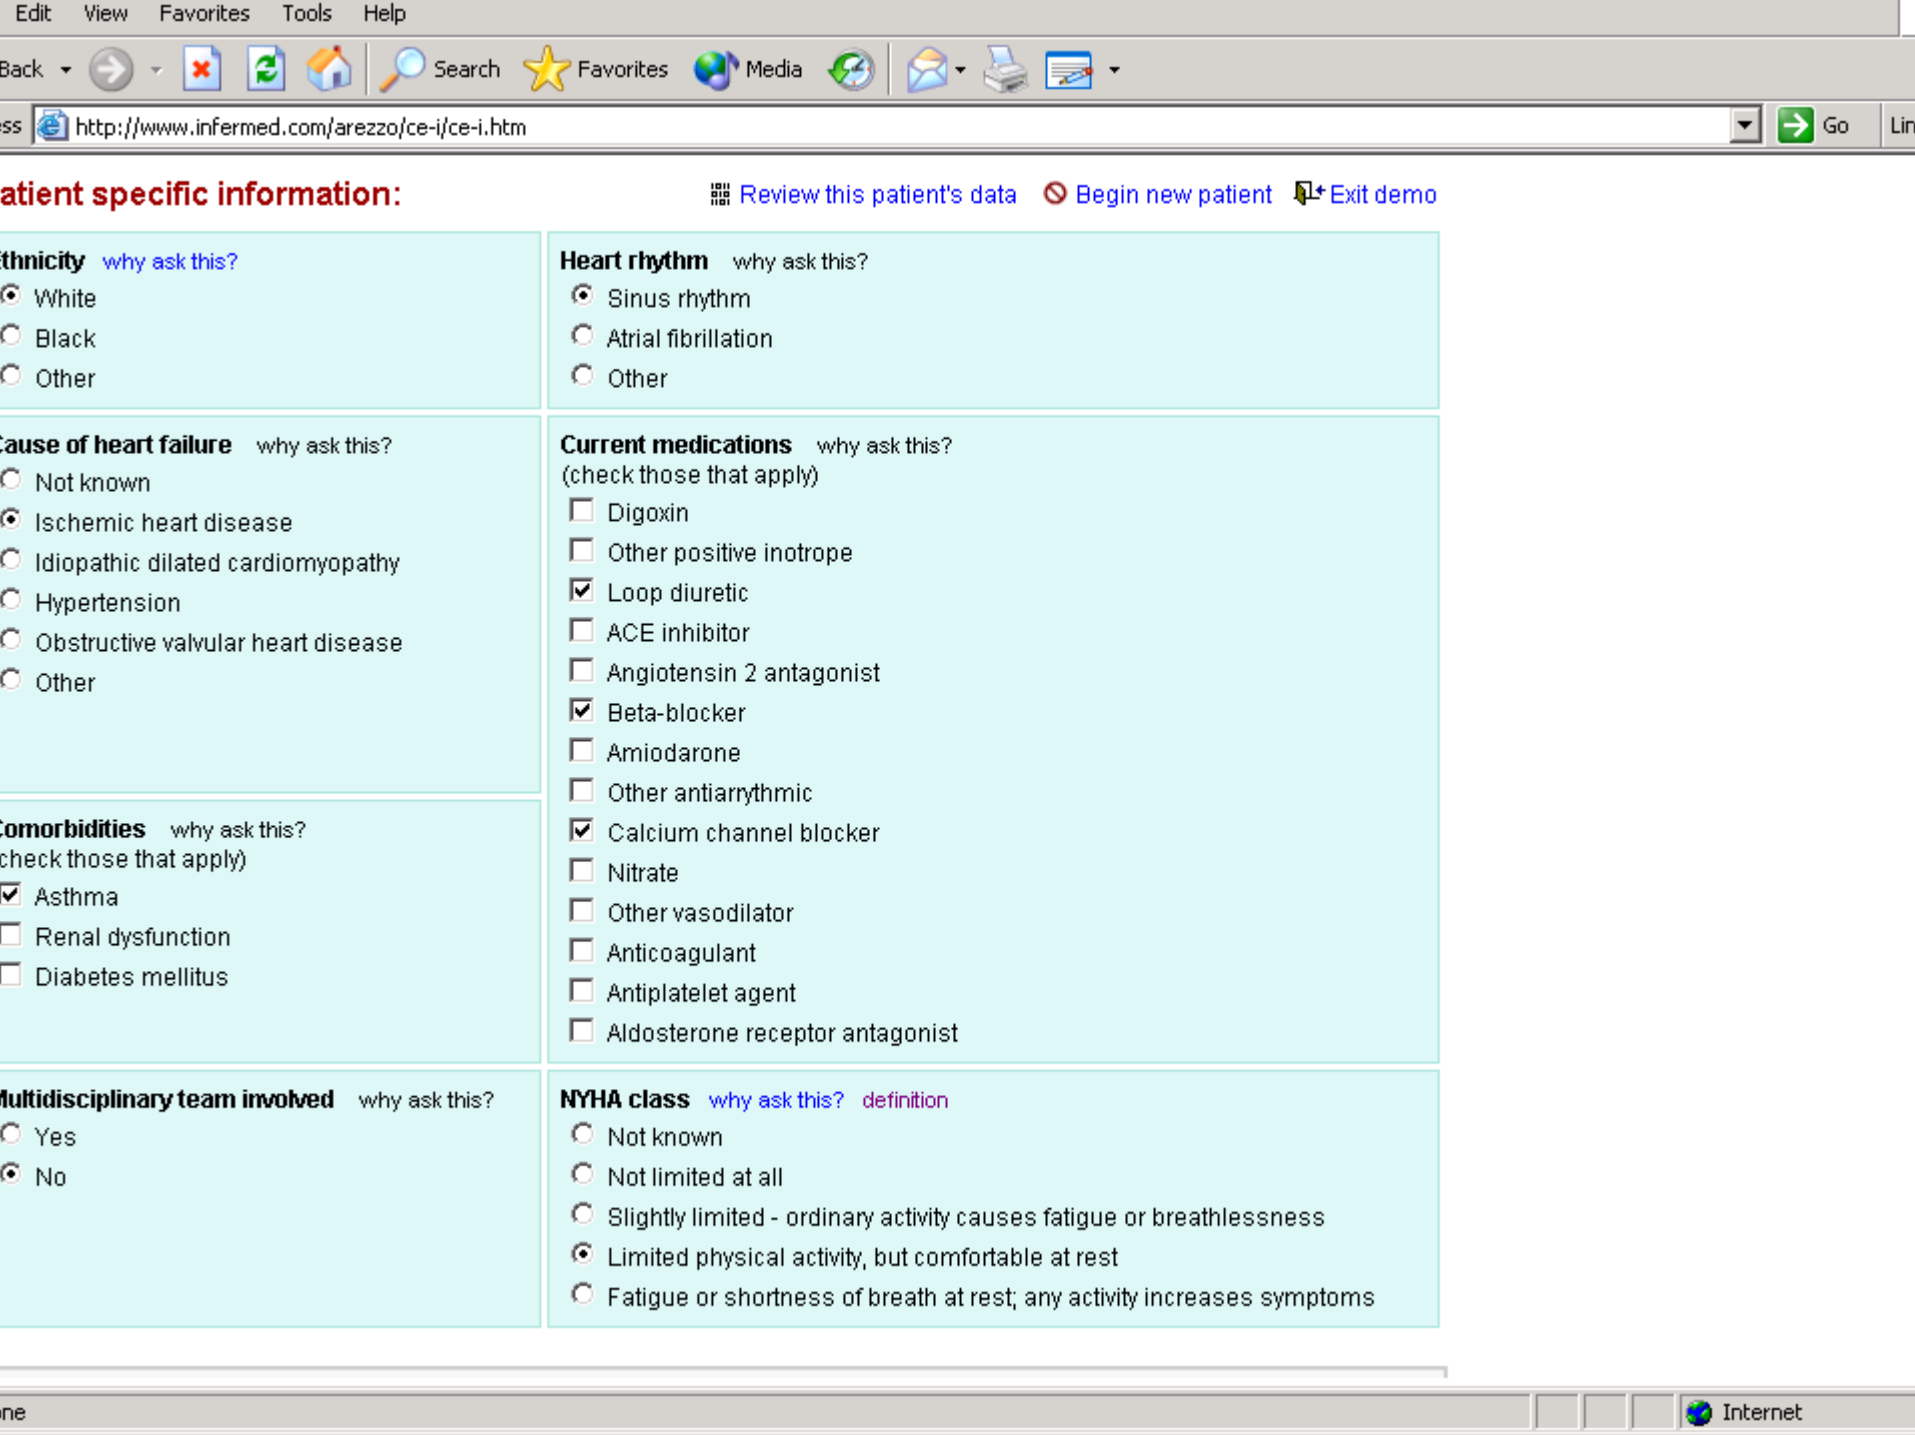 Edit View Favorites Tools Help
Back Search Favorites Media
ess http://www.infermed.com/arezzo/ce-i/ce-i.htm Go Lin
atient specific information: Review this patient's data Begin new patient Exit demo
thnicity why ask this?
White
Black
Other
Heart rhythm why ask this?
Sinus rhythm
Atrial fibrillation
Other
Cause of heart failure why ask this?
Not known
Ischemic heart disease
Idiopathic dilated cardiomyopathy
Hypertension
Obstructive valvular heart disease
Other
Current medications why ask this?
(check those that apply)
Digoxin
Other positive inotrope
Loop diuretic
ACE inhibitor
Angiotensin 2 antagonist
Beta-blocker
Amiodarone
Other antiarrythmic
Calcium channel blocker
Nitrate
Other vasodilator
Anticoagulant
Antiplatelet agent
Aldosterone receptor antagonist
Comorbidities why ask this?
check those that apply)
Asthma
Renal dysfunction
Diabetes mellitus
Multidisciplinary team involved why ask this?
Yes
No
NYHA class why ask this? definition
Not known
Not limited at all
Slightly limited - ordinary activity causes fatigue or breathlessness
Limited physical activity, but comfortable at rest
Fatigue or shortness of breath at rest; any activity increases symptoms
one Internet